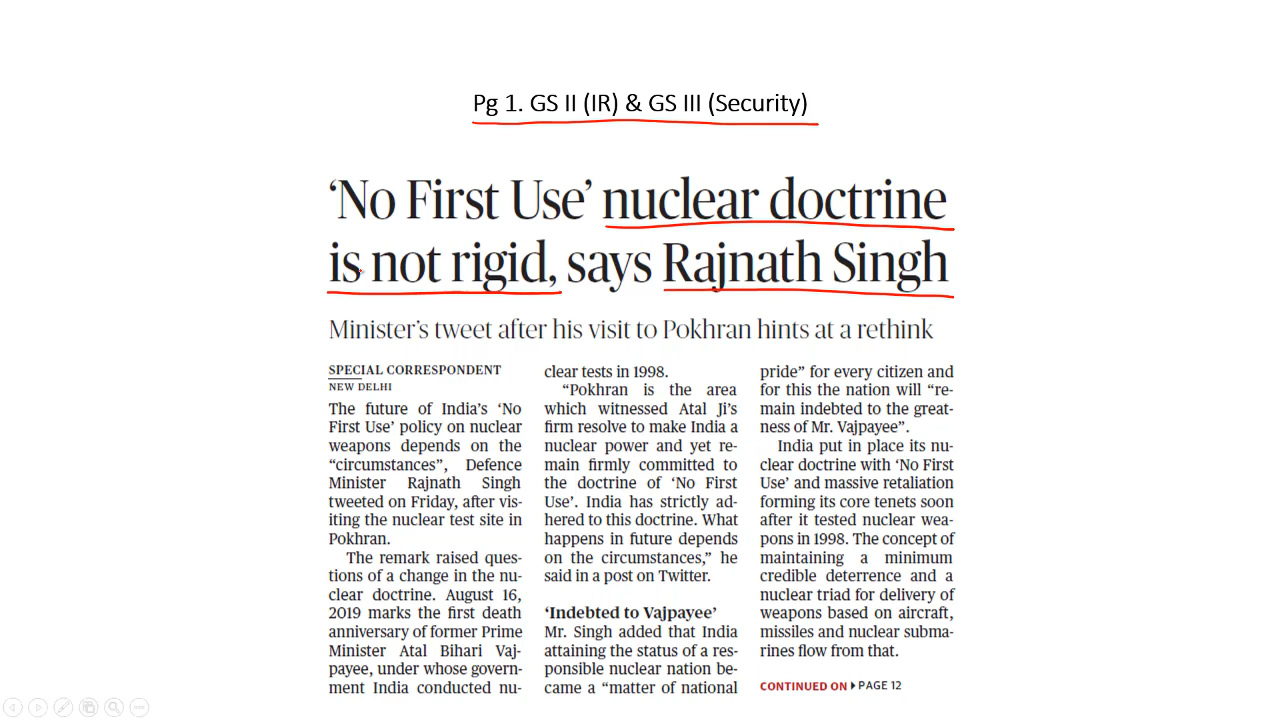 Pg 1. GS II (IR) & GS III (Security)
‘No First Use’ nuclear doctrine
is not rigid, says Rajnath Singh
Minister’s tweet after his visit to Pokhran hints at a rethink
SPECIAL CORRESPONDENT
NEW DELHI
The future of India’s ‘No
First Use’ policy on nuclear
weapons depends on the
“circumstances”, Defence
Minister Rajnath Singh
tweeted on Friday, after vis-
iting the nuclear test site in
Pokhran.
The remark raised ques-
tions of a change in the nu-
clear doctrine. August 16,
2019 marks the first death
anniversary of former Prime
Minister Atal Bihari Vaj-
payee, under whose govern-
ment India conducted nu-
clear tests in 1998.
“Pokhran is the area
which witnessed Atal Ji’s
firm resolve to make India a
nuclear power and yet re-
main firmly committed to
the doctrine of ‘No First
Use’. India has strictly ad-
hered to this doctrine. What
happens in future depends
on the circumstances,” he
said in a post on Twitter.
‘Indebted to Vajpayee’
Mr. Singh added that India
attaining the status of a res-
ponsible nuclear nation be-
came a “matter of national
pride” for every citizen and
for this the nation will “re-
main indebted to the great-
ness of Mr. Vajpayee”.
India put in place its nu-
clear doctrine with ‘No First
Use’ and massive retaliation
forming its core tenets soon
after it tested nuclear wea-
pons in 1998. The concept of
maintaining a minimum
credible deterrence and a
nuclear triad for delivery of
weapons based on aircraft,
missiles and nuclear subma-
rines flow from that.
CONTINUED ON PAGE 12